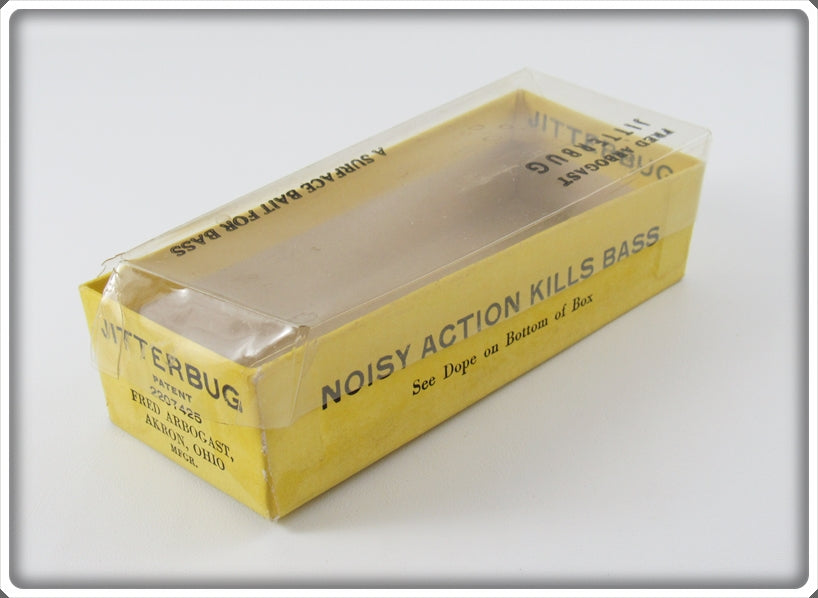 A SURFACE BAIT FOR BASS
FRED ARBOGAST
JITTERBUG
JITTERBUG
NOISY ACTION KILLS BASS
See Dope on Bottom of Box
JITTERBUG
PATENT
2207425
FRED ARBOGAST,
AKRON, OHIO
MFGR.